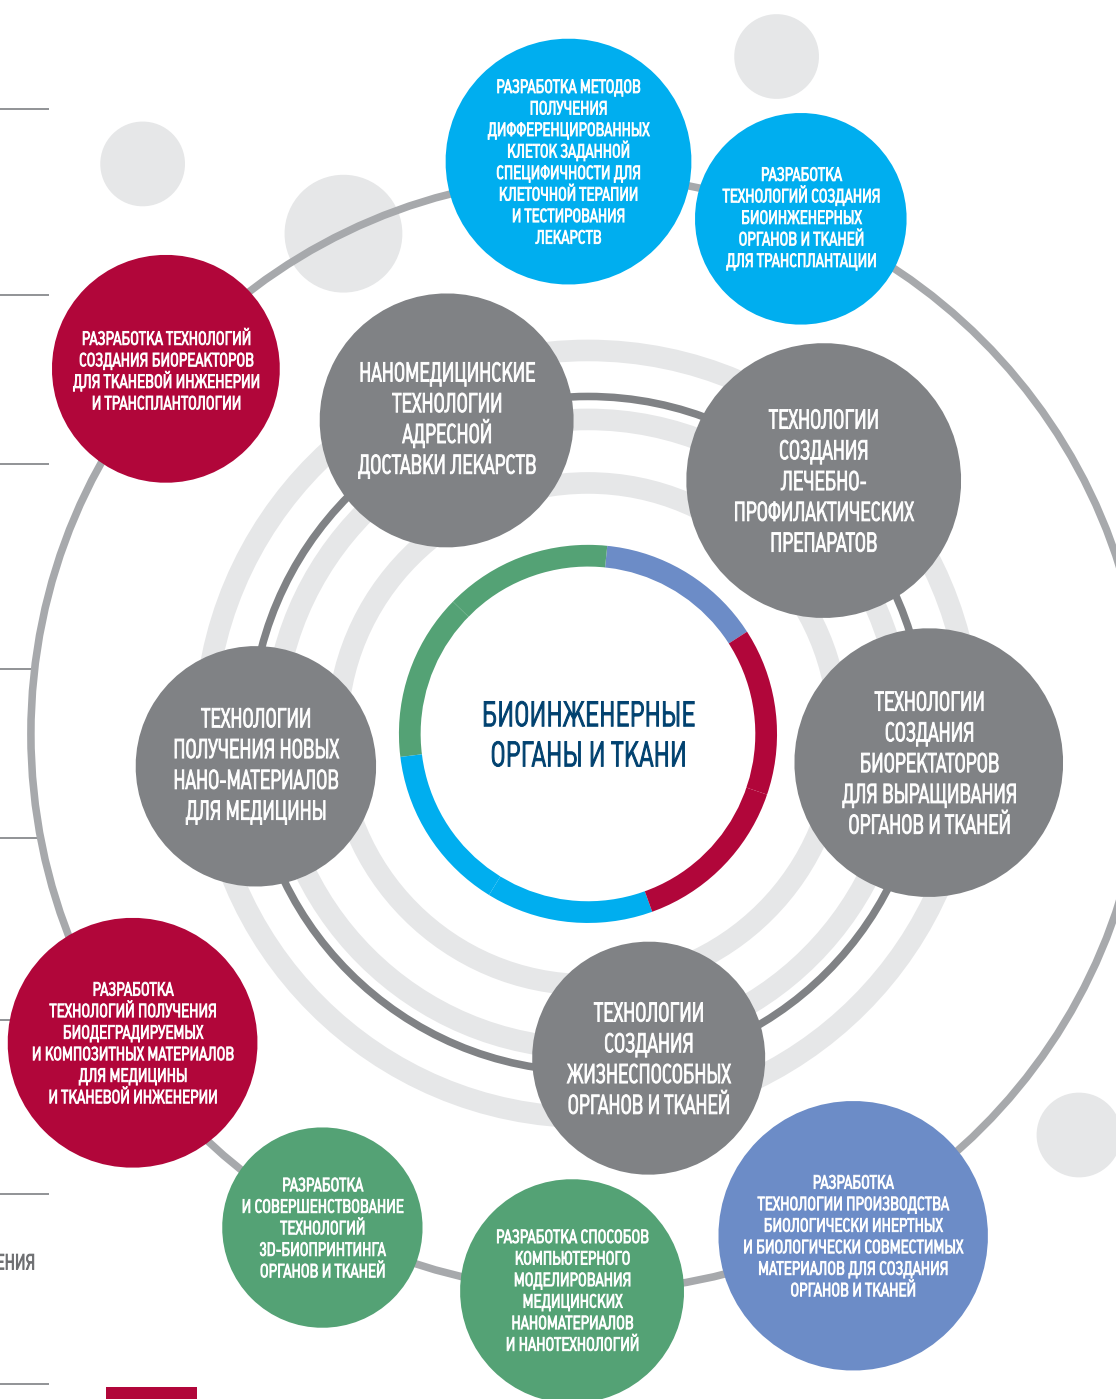 РАЗРАБОТКА МЕТОДОВ
ПОЛУЧЕНИЯ
ДИФФЕРЕНЦИРОВАННЫХ
КЛЕТОК ЗАДАННОЙ
СПЕЦИФИЧНОСТИ ДЛЯ
КЛЕТОЧНОЙ ТЕРАПИИ
И ТЕСТИРОВАНИЯ
ЛЕКАРСТВ
РАЗРАБОТКА
ТЕХНОЛОГИЙ СОЗДАНИЯ
БИОИНЖЕНЕРНЫХ
ОРГАНОВ И ТКАНЕЙ
ДЛЯ ТРАНСПЛАНТАЦИИ
РАЗРАБОТКА ТЕХНОЛОГИЙ
СОЗДАНИЯ БИОРЕАКТОРОВ
ДЛЯ ТКАНЕВОЙ ИНЖЕНЕРИИ
И ТРАНСПЛАНТОЛОГИИ
НАНОМЕДИЦИНСКИЕ
ТЕХНОЛОГИИ
АДРЕСНОЙ
ДОСТАВКИ ЛЕКАРСТВ
ТЕХНОЛОГИИ
СОЗДАНИЯ
ЛЕЧЕБНО-
ПРОФИЛАКТИЧЕСКИХ
ПРЕПАРАТОВ
БИОИНЖЕНЕРНЫЕ
ОРГАНЫ И ТКАНИ
ТЕХНОЛОГИИ
ПОЛУЧЕНИЯ НОВЫХ
НАНО-МАТЕРИАЛОВ
ДЛЯ МЕДИЦИНЫ
ТЕХНОЛОГИИ
СОЗДАНИЯ
БИОРЕКТАТОРОВ
ДЛЯ ВЫРАЩИВАНИЯ
ОРГАНОВ И ТКАНЕЙ
ТЕХНОЛОГИИ
СОЗДАНИЯ
ЖИЗНЕСПОСОБНЫХ
ОРГАНОВ И ТКАНЕЙ
РАЗРАБОТКА
ТЕХНОЛОГИЙ ПОЛУЧЕНИЯ
БИОДЕГРАДИРУЕМЫХ
И КОМПОЗИТНЫХ МАТЕРИАЛОВ
ДЛЯ МЕДИЦИНЫ
И ТКАНЕВОЙ ИНЖЕНЕРИИ
РАЗРАБОТКА
И СОВЕРШЕНСТВОВАНИЕ
ТЕХНОЛОГИЙ
3D-БИОПРИНТИНГА
ОРГАНОВ И ТКАНЕЙ
РАЗРАБОТКА СПОСОБОВ
КОМПЬЮТЕРНОГО
МОДЕЛИРОВАНИЯ
МЕДИЦИНСКИХ
НАНОМАТЕРИАЛОВ
И НАНОТЕХНОЛОГИЙ
РАЗРАБОТКА
ТЕХНОЛОГИИ ПРОИЗВОДСТВА
БИОЛОГИЧЕСКИ ИНЕРТНЫХ
И БИОЛОГИЧЕСКИ СОВМЕСТИМЫХ
МАТЕРИАЛОВ ДЛЯ СОЗДАНИЯ
ОРГАНОВ И ТКАНЕЙ
ЕНИЯ